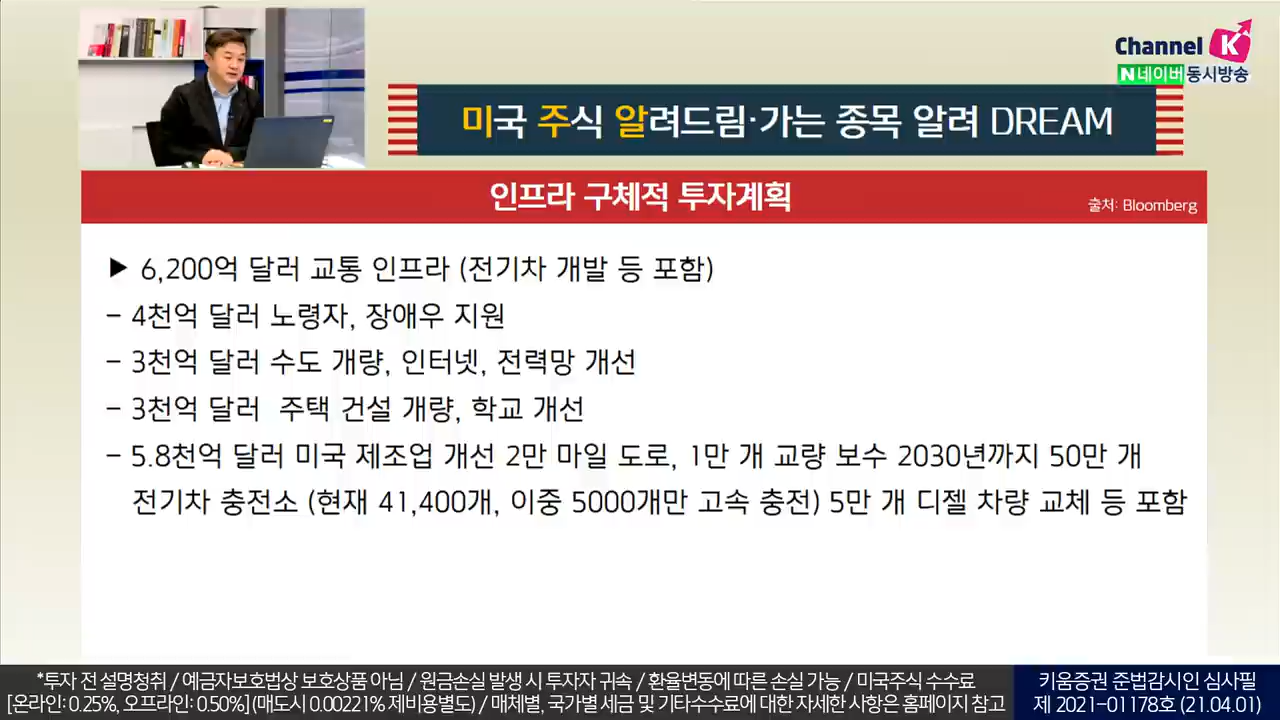 Channel K
N 네이버 동시방송
미국 주식 알려드림·가는 종목 알려 DREAM
인프라 구체적 투자계획
출처: Bloomberg
▶ 6,200억 달러 교통 인프라 (전기차 개발 등 포함)
- 4천억 달러 노령자, 장애우 지원
- 3천억 달러 수도 개량, 인터넷, 전력망 개선
- 3천억 달러 주택 건설 개량, 학교 개선
- 5.8천억 달러 미국 제조업 개선 2만 마일 도로, 1만 개 교량 보수 2030년까지 50만 개
전기차 충전소 (현재 41,400개, 이중 5000개만 고속 충전) 5만 개 디젤 차량 교체 등 포함
*투자 전 설명청취 / 예금자보호법상 보호상품 아님 / 원금손실 발생 시 투자자 귀속 / 환율변동에 따른 손실 가능 / 미국주식 수수료
[온라인: 0.25%, 오프라인: 0.50%] (매도시 0.00221% 제비용별도) / 매체별, 국가별 세금 및 기타수수료에 대한 자세한 사항은 홈페이지 참고
키움증권 준법감시인 심사필
제 2021-01178호 (21.04.01)